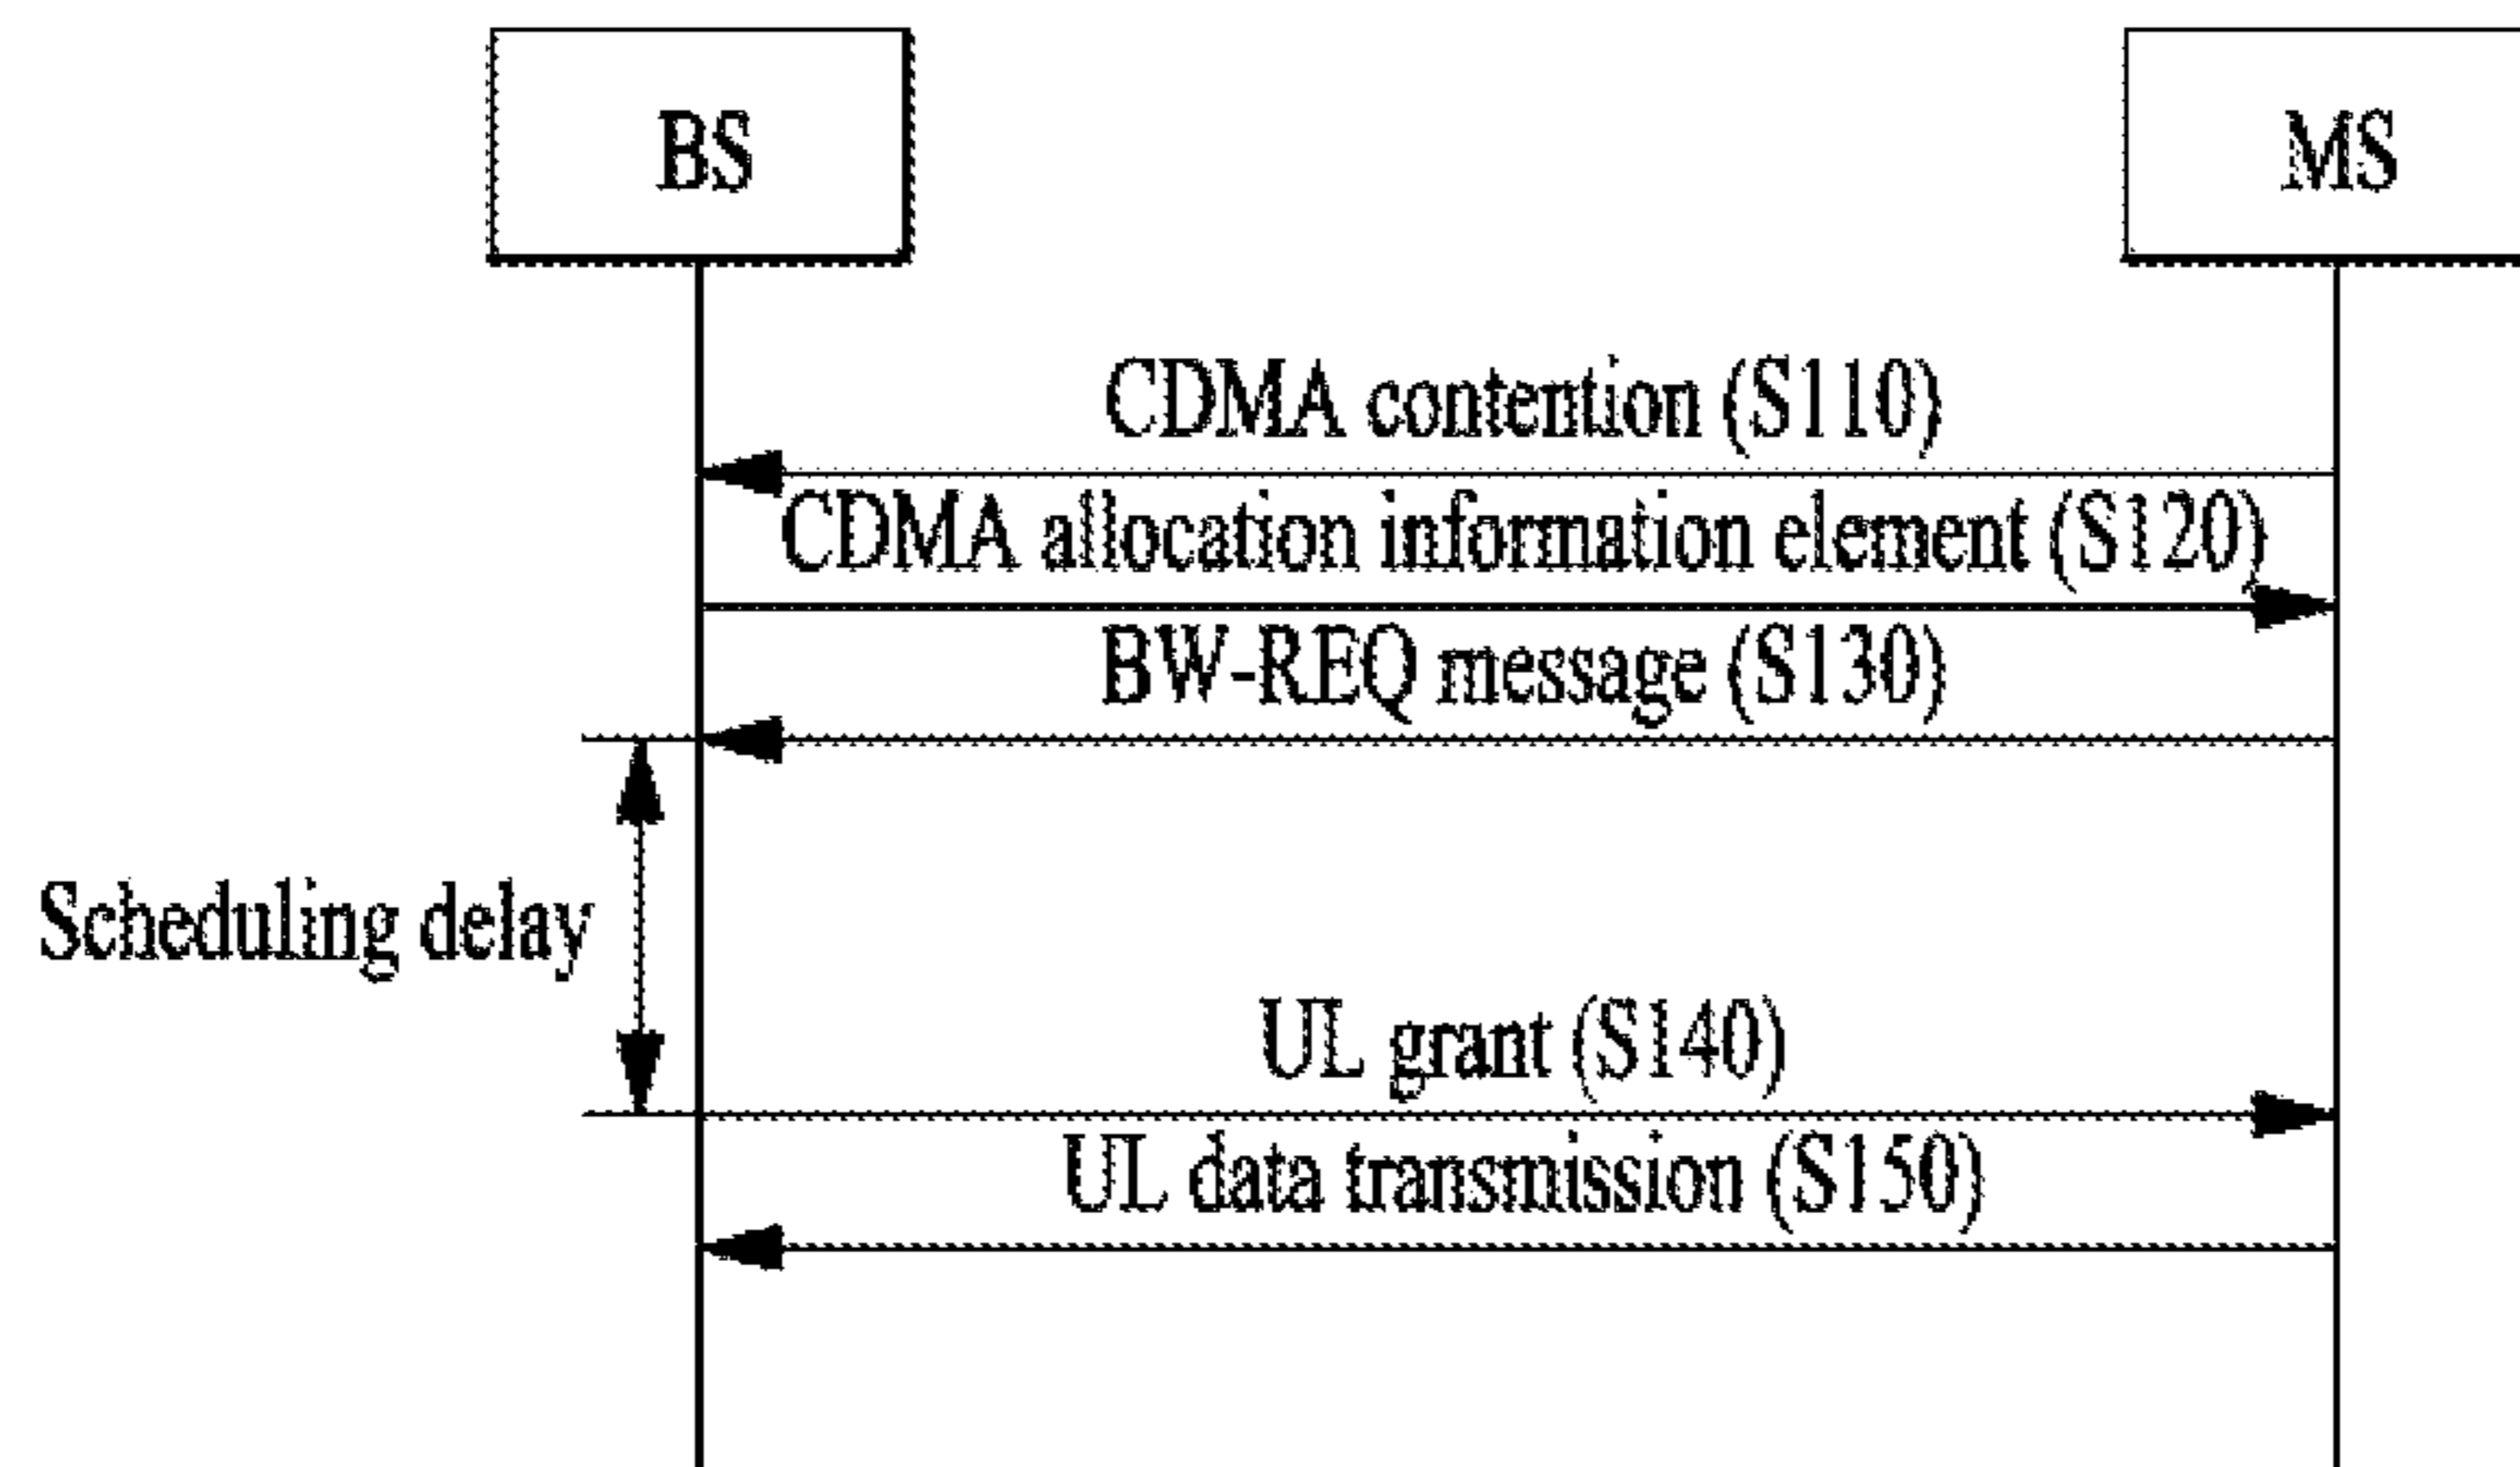 BS
MS
CDMA contention (S110)
CDMA allocation information element (S120)
BW-REQ message (S130)
Scheduling delay
UL grant (S140)
UL data transmission (S150)